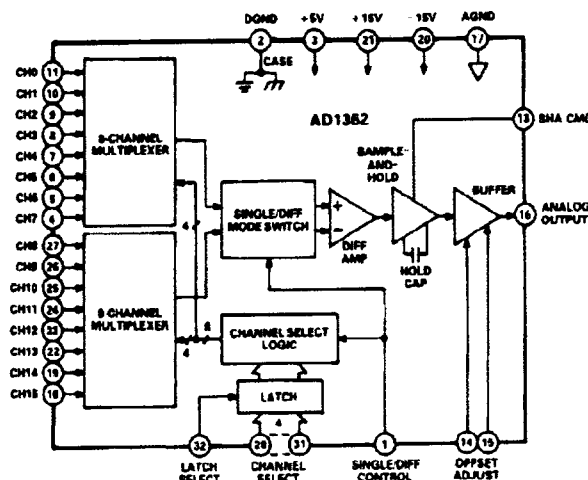 DGND +5V +15V -15V AGND
2 3 21 20 17
CASE
AD1362
CH0 11
CH1 10
CH2 9
CH3 8
CH4 7
CH5 6
CH6 5
CH7 4
8-CHANNEL
MULTIPLEXER
4
CH8 27
CH9 26
CH10 25
CH11 24
CH12 23
CH13 22
CH14 19
CH15 18
8-CHANNEL
MULTIPLEXER
4
8
SINGLE/DIFF
MODE SWITCH
+
-
DIFF
AMP
SAMPLE-
AND-
HOLD
HOLD
CAP
BUFFER
13 SHA CMD
16 ANALOG
OUTPUT
CHANNEL SELECT
LOGIC
LATCH
4
32 28 31 1 14 15
LATCH
SELECT
CHANNEL
SELECT
SINGLE/DIFF
CONTROL
OFFSET
ADJUST